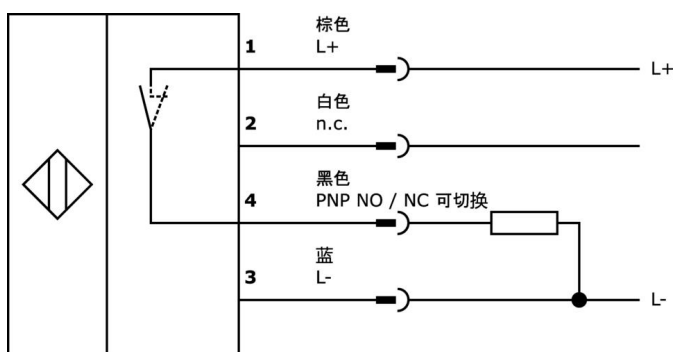 棕色
1 L+
L+
白色
2 n.c.
黑色
4 PNP NO / NC 可切换
蓝
3 L-
L-